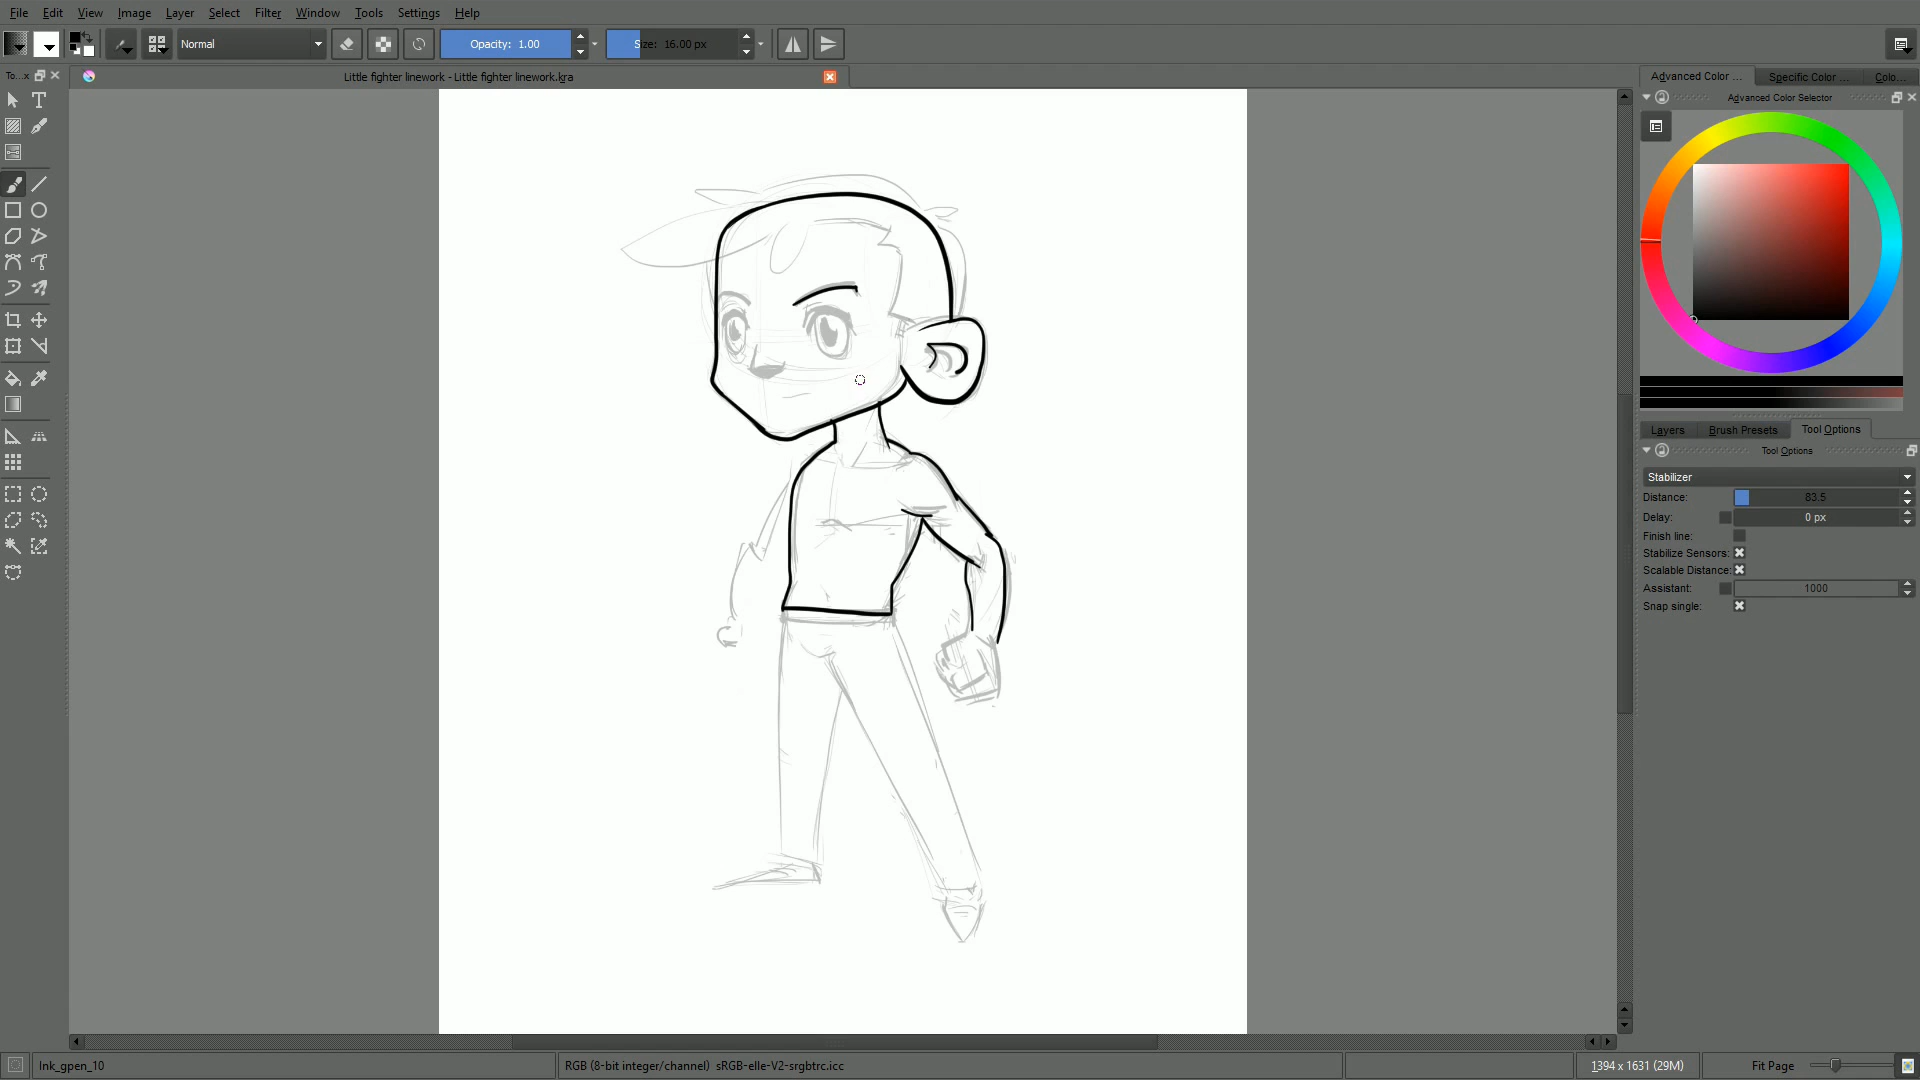 File Edit View Image Layer Select Filter Window Tools Settings Help
Normal Opacity: 1.00 Size: 16.00 px
To...x Little fighter linework - Little fighter linework.kra Advanced Color ... Specific Color ... Colo...
Advanced Color Selector
Layers Brush Presets Tool Options
Tool Options
Stabilizer
Distance: 83.5
Delay: 0 px
Finish line:
Stabilize Sensors:
Scalable Distance:
Assistant: 1000
Snap single:
Ink_gpen_10 RGB (8-bit integer/channel) sRGB-elle-V2-srgbtrc.icc 1394 x 1631 (29M) Fit Page